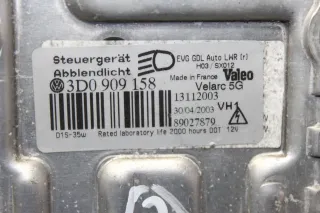 Steuergerät
Abblendlicht
EVG GDL Auto LWR (r)
H03/SX012
Made in France Valeo
3D0 909 158 Velarc 5G
13112003
30/04/2003 VH1
89027879
D1S-35w Rated laboratory life 2000 hours DOT 12V